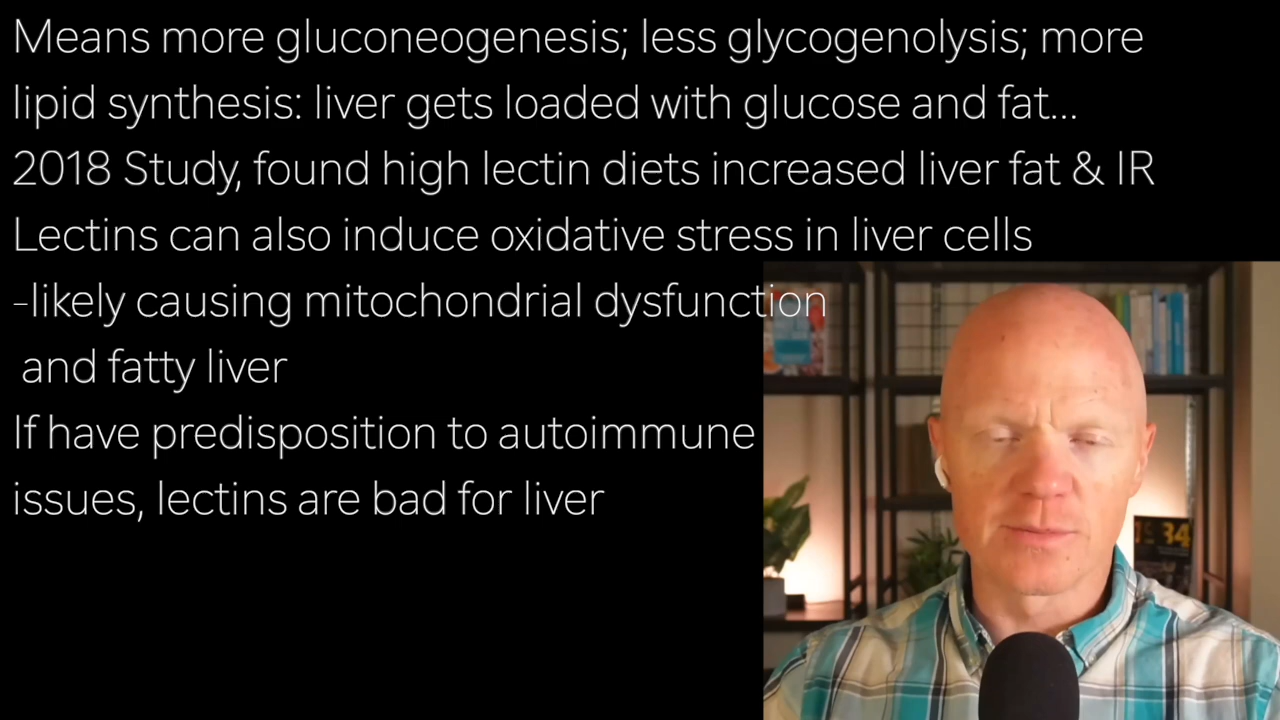 Means more gluconeogenesis; less glycogenolysis; more
lipid synthesis: liver gets loaded with glucose and fat...
2018 Study, found high lectin diets increased liver fat & IR
Lectins can also induce oxidative stress in liver cells
-likely causing mitochondrial dysfunction
and fatty liver
If have predisposition to autoimmune
issues, lectins are bad for liver